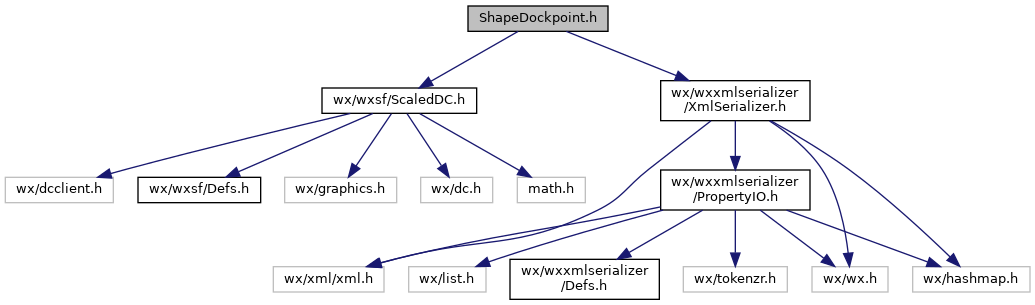 ShapeDockpoint.h
wx/wxsf/ScaledDC.h
wx/wxxmlserializer
/XmlSerializer.h
wx/dcclient.h
wx/wxsf/Defs.h
wx/graphics.h
wx/dc.h
math.h
wx/wxxmlserializer
/PropertyIO.h
wx/xml/xml.h
wx/list.h
wx/wxxmlserializer
/Defs.h
wx/tokenzr.h
wx/wx.h
wx/hashmap.h